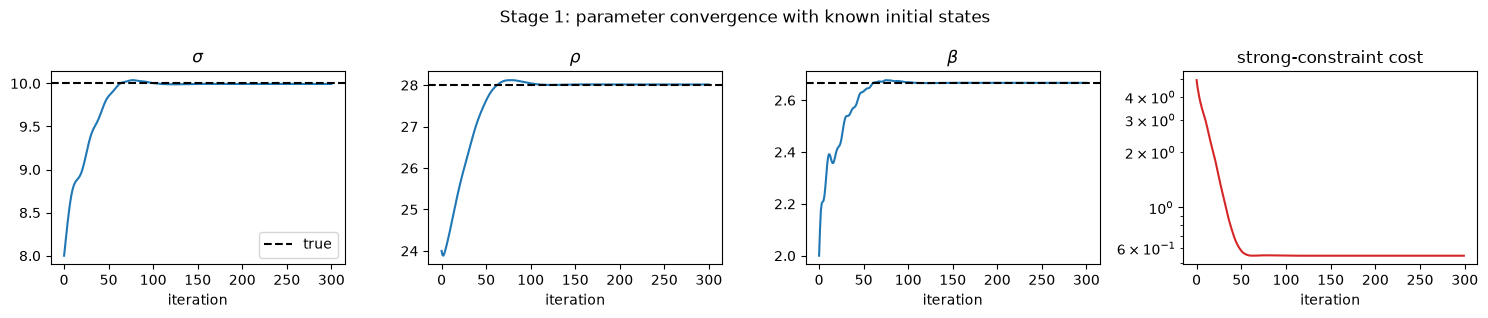 Stage 1: parameter convergence with known initial states
σ
10.0
9.5
9.0
8.5
8.0
true
0 50 100 150 200 250 300
iteration
ρ
28
27
26
25
24
0 50 100 150 200 250 300
iteration
β
2.6
2.4
2.2
2.0
0 50 100 150 200 250 300
iteration
strong-constraint cost
4 × 10⁰
3 × 10⁰
2 × 10⁰
10⁰
6 × 10⁻¹
0 50 100 150 200 250 300
iteration